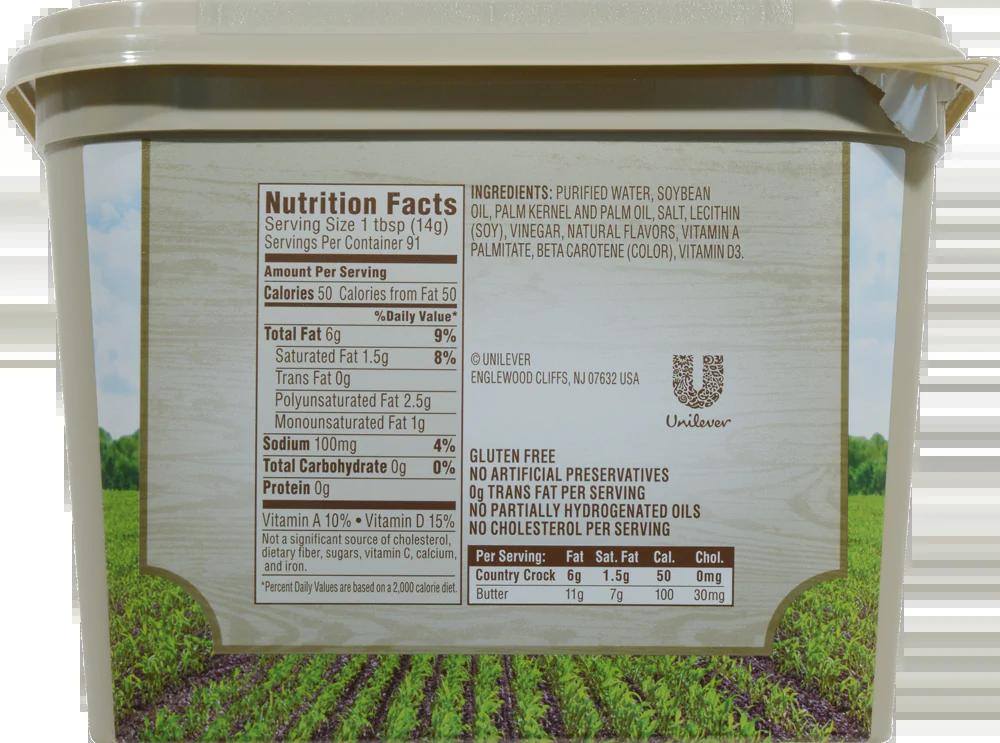 Nutrition Facts
Serving Size 1 tbsp (14g)
Servings Per Container 91
Amount Per Serving
Calories 50 Calories from Fat 50
%Daily Value*
Total Fat 6g 9%
Saturated Fat 1.5g 8%
Trans Fat 0g
Polyunsaturated Fat 2.5g
Monounsaturated Fat 1g
Sodium 100mg 4%
Total Carbohydrate 0g 0%
Protein 0g
Vitamin A 10% • Vitamin D 15%
Not a significant source of cholesterol,
dietary fiber, sugars, vitamin C, calcium,
and iron.
*Percent Daily Values are based on a 2,000 calorie diet.
INGREDIENTS: PURIFIED WATER, SOYBEAN
OIL, PALM KERNEL AND PALM OIL, SALT, LECITHIN
(SOY), VINEGAR, NATURAL FLAVORS, VITAMIN A
PALMITATE, BETA CAROTENE (COLOR), VITAMIN D3.
© UNILEVER
ENGLEWOOD CLIFFS, NJ 07632 USA
Unilever
GLUTEN FREE
NO ARTIFICIAL PRESERVATIVES
0g TRANS FAT PER SERVING
NO PARTIALLY HYDROGENATED OILS
NO CHOLESTEROL PER SERVING
Per Serving: Fat Sat. Fat Cal. Chol.
Country Crock 6g 1.5g 50 0mg
Butter 11g 7g 100 30mg